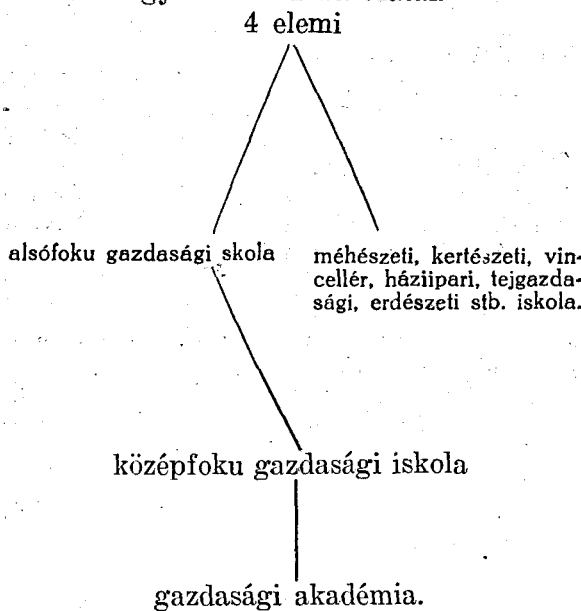 4 elemi
alsófoku gazdasági skola
méhészeti, kertészeti, vin-
cellér, háziipari, tejgazda-
sági, erdészeti stb. iskola.
középfoku gazdasági iskola
gazdasági akadémia.